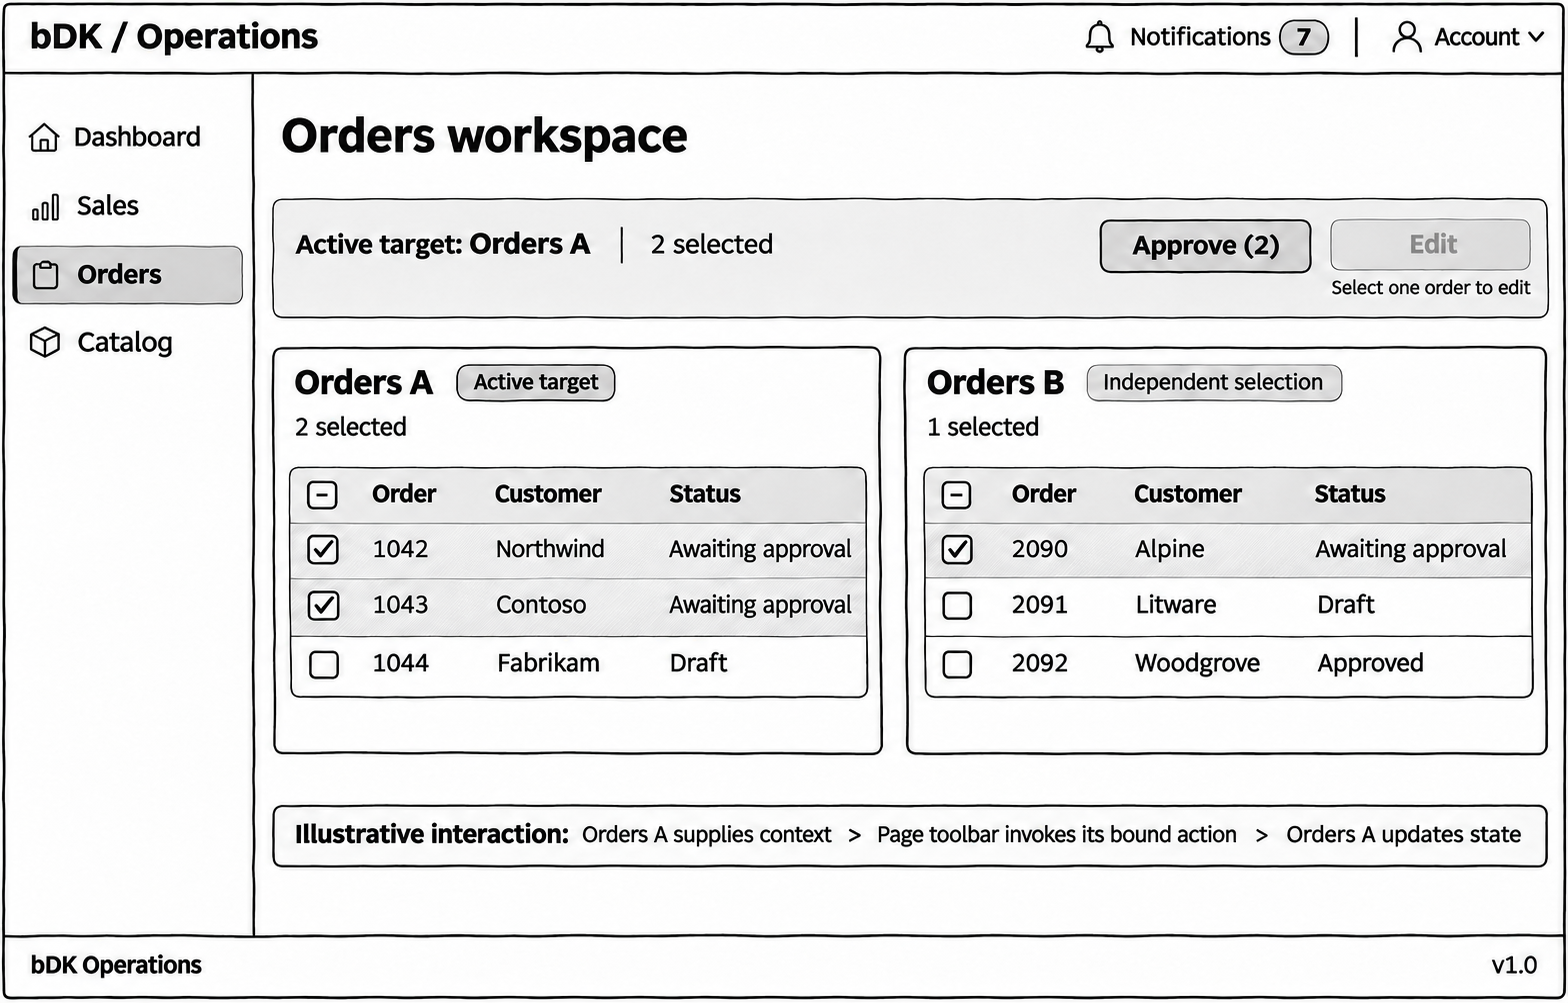 bDK / Operations
Notifications 7
Account
Dashboard
Sales
Orders
Catalog
Orders workspace
Active target: Orders A
2 selected
Approve (2)
Edit
Select one order to edit
Orders A
Active target
2 selected
Order Customer Status
1042 Northwind Awaiting approval
1043 Contoso Awaiting approval
1044 Fabrikam Draft
Orders B
Independent selection
1 selected
Order Customer Status
2090 Alpine Awaiting approval
2091 Litware Draft
2092 Woodgrove Approved
Illustrative interaction: Orders A supplies context > Page toolbar invokes its bound action > Orders A updates state
bDK Operations
v1.0